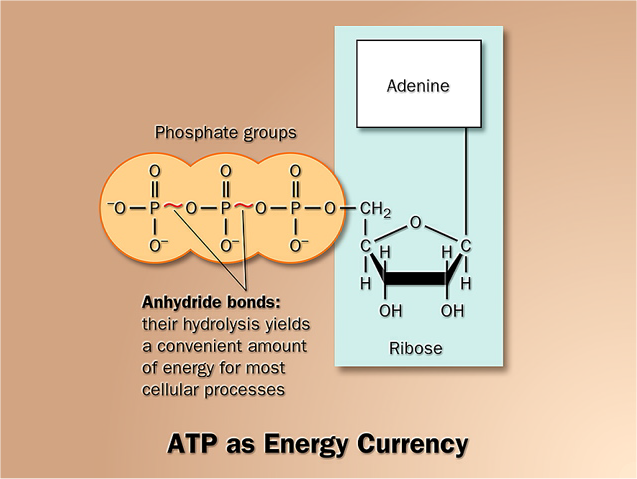 Adenine
Phosphate groups
O O O
⁻O—P~O—P~O—P—O—CH₂
O⁻ O⁻ O⁻
O
C H H C
H H
OH OH
Ribose
Anhydride bonds:
their hydrolysis yields
a convenient amount
of energy for most
cellular processes
ATP as Energy Currency